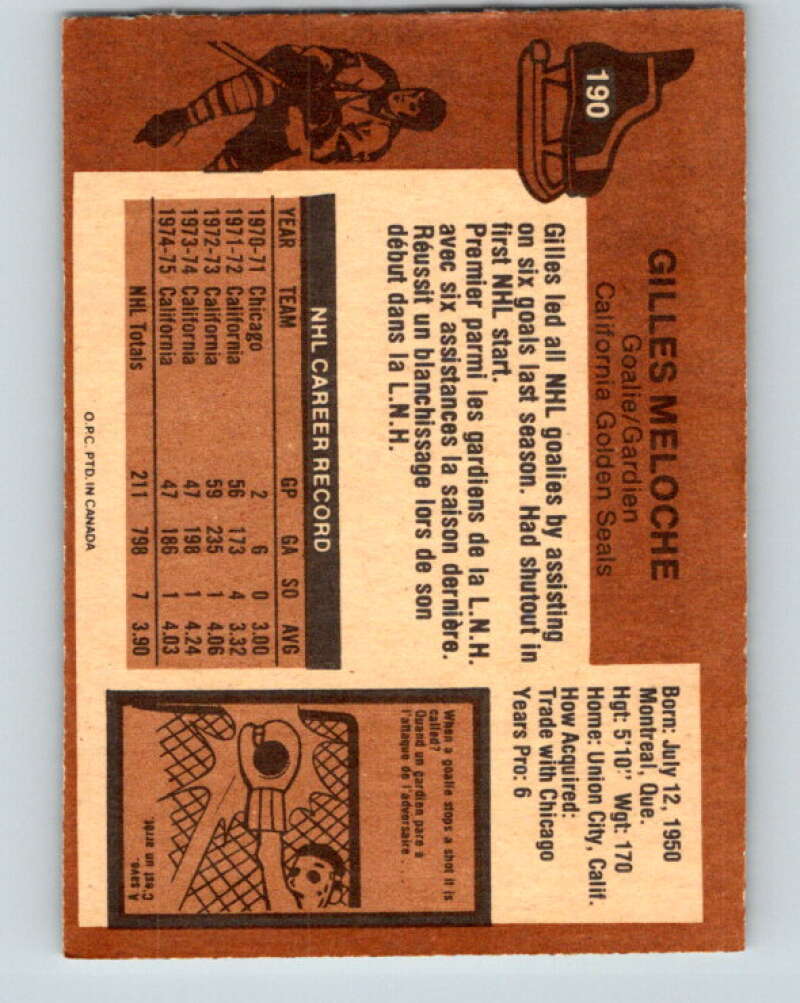 190
GILLES MELOCHE
Goalie/Gardien
California Golden Seals
Born: July 12, 1950
Montreal, Que.
Hgt: 5'10" Wgt: 170
Home: Union City, Calif.
How Acquired:
Trade with Chicago
Years Pro: 6
Gilles led all NHL goalies by assisting
on six goals last season. Had shutout in
first NHL start.
Premier parmi les gardiens de la L.N.H.
avec six assistances la saison dernière.
Réussit un blanchissage lors de son
début dans la L.N.H.
NHL CAREER RECORD
YEAR TEAM GP GA SO AVG
1970-71 Chicago 2 6 0 3.00
1971-72 California 56 173 4 3.32
1972-73 California 59 235 1 4.06
1973-74 California 47 198 1 4.24
1974-75 California 47 186 1 4.03
NHL Totals 211 798 7 3.90
When a goalie stops a shot it is
called?
Quand un gardien pare à
l'attaque de l'adversaire . . .
A save.
C'est un arret.
O.P.C. PTD. IN CANADA